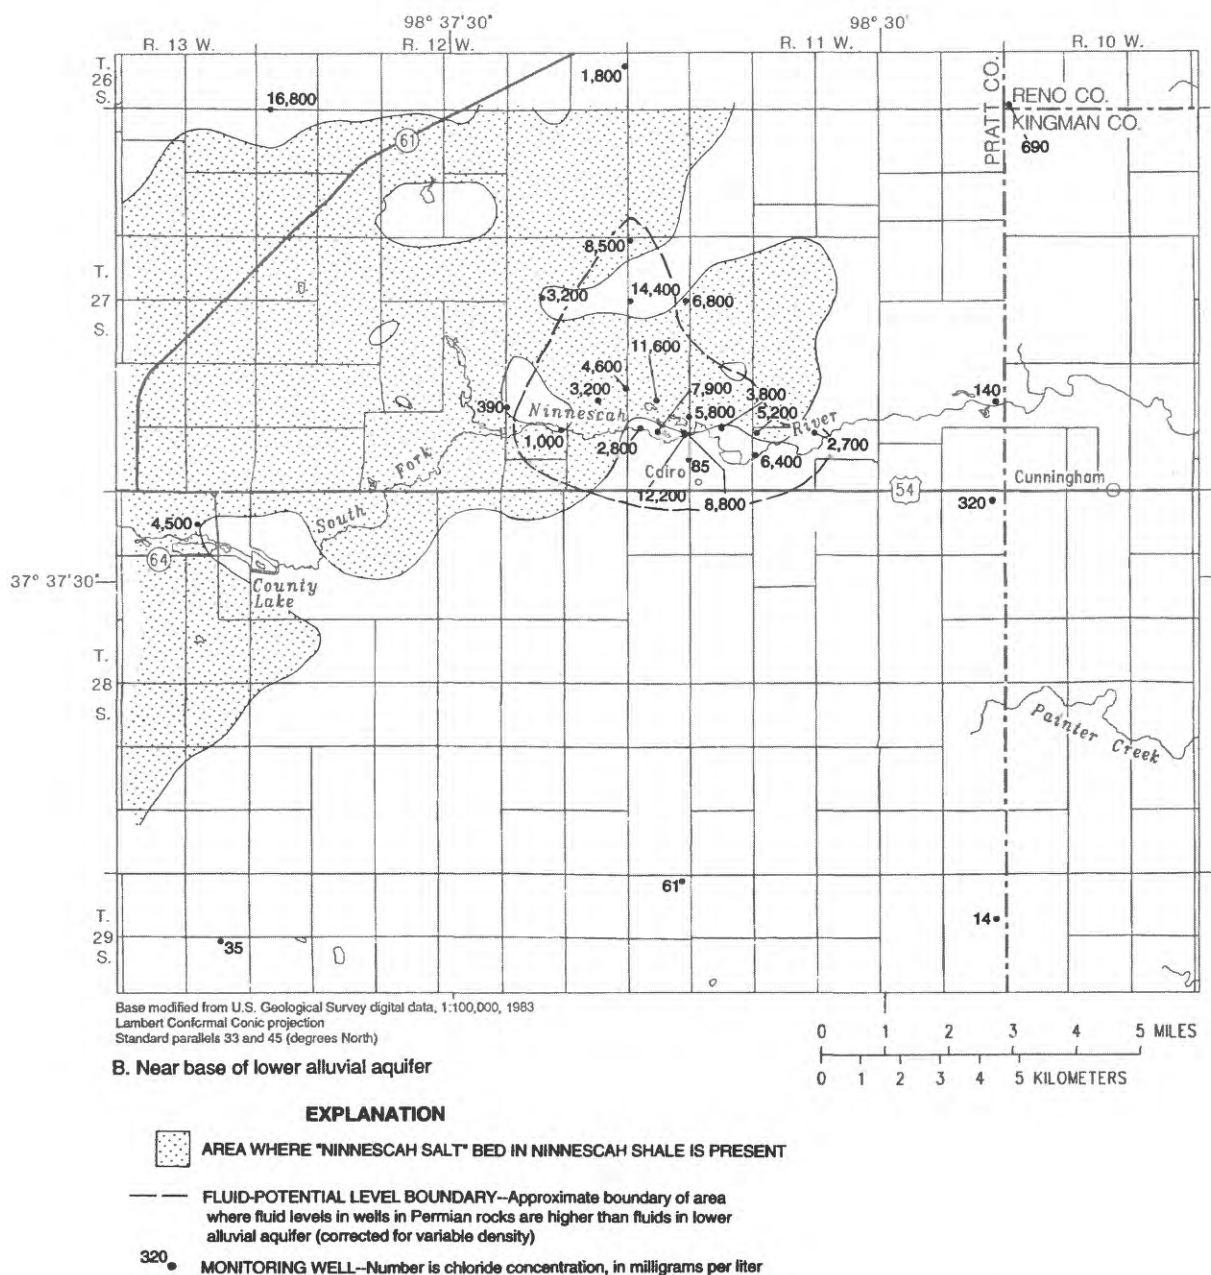 98° 37'30"
98° 30'
R. 13 W.
R. 12 W.
R. 11 W.
R. 10 W.
T.
26
S.
1,800
16,800
61
PRATT CO.
RENO CO.
KINGMAN CO.
690
8,500
T.
27
S.
3,200
14,400
6,800
11,600
4,600
3,200
7,900
3,800
140
390
Ninnescah
5,800
5,200
River
1,000
2,800
2,700
Fork
Cairo
85
6,400
12,200
8,800
54
Cunningham
320
South
4,500
64
37° 37'30"
County
Lake
T.
28
S.
Painter
Creek
61
14
T.
29
S.
35
Base modified from U.S. Geological Survey digital data, 1:100,000, 1983
Lambert Conformal Conic projection
Standard parallels 33 and 45 (degrees North)
0 1 2 3 4 5 MILES
0 1 2 3 4 5 KILOMETERS
B. Near base of lower alluvial aquifer
EXPLANATION
AREA WHERE "NINNESCAH SALT" BED IN NINNESCAH SHALE IS PRESENT
FLUID-POTENTIAL LEVEL BOUNDARY--Approximate boundary of area
where fluid levels in wells in Permian rocks are higher than fluids in lower
alluvial aquifer (corrected for variable density)
320
MONITORING WELL--Number is chloride concentration, in milligrams per liter